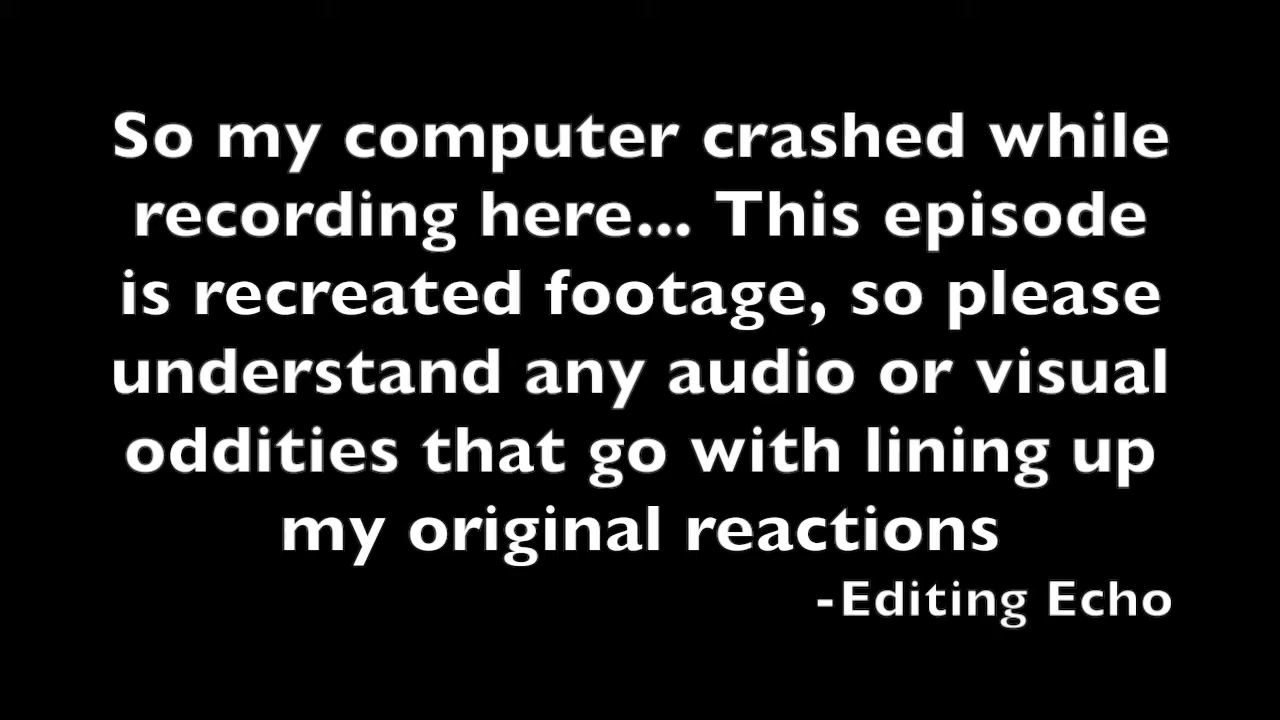 So my computer crashed while
recording here... This episode
is recreated footage, so please
understand any audio or visual
oddities that go with lining up
my original reactions
-Editing Echo